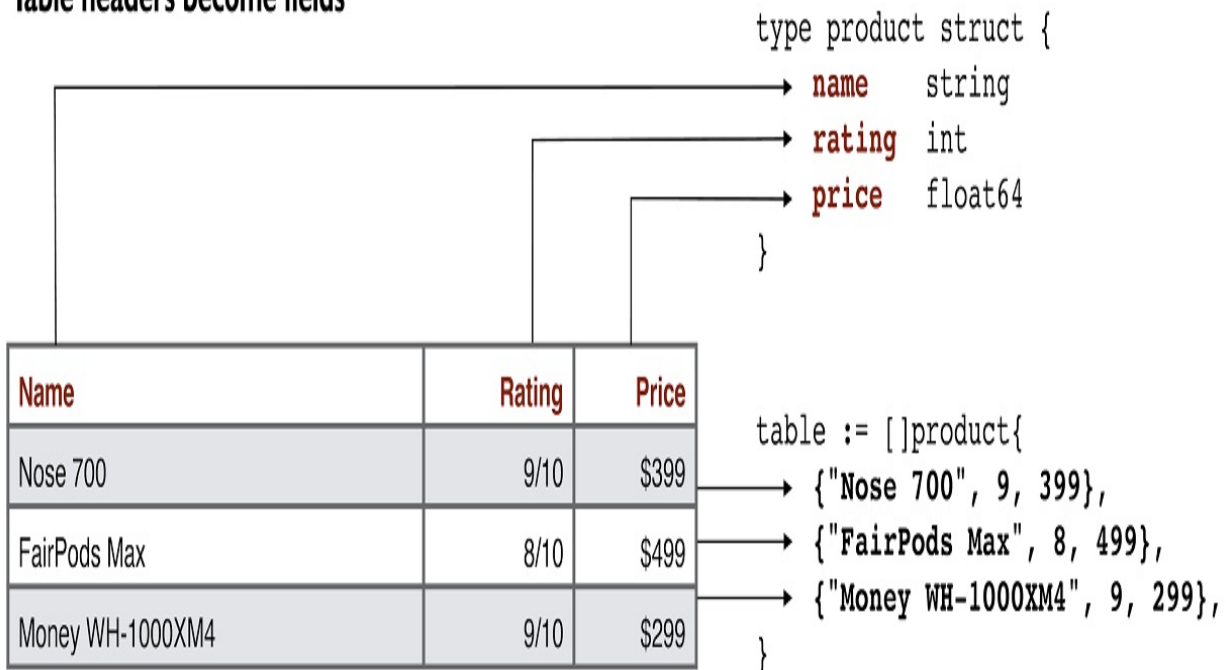 Table headers become fields
type product struct {
name string
rating int
price float64
}
Name Rating Price
Nose 700 9/10 $399
FairPods Max 8/10 $499
Money WH-1000XM4 9/10 $299
table := []product{
{"Nose 700", 9, 399},
{"FairPods Max", 8, 499},
{"Money WH-1000XM4", 9, 299},
}